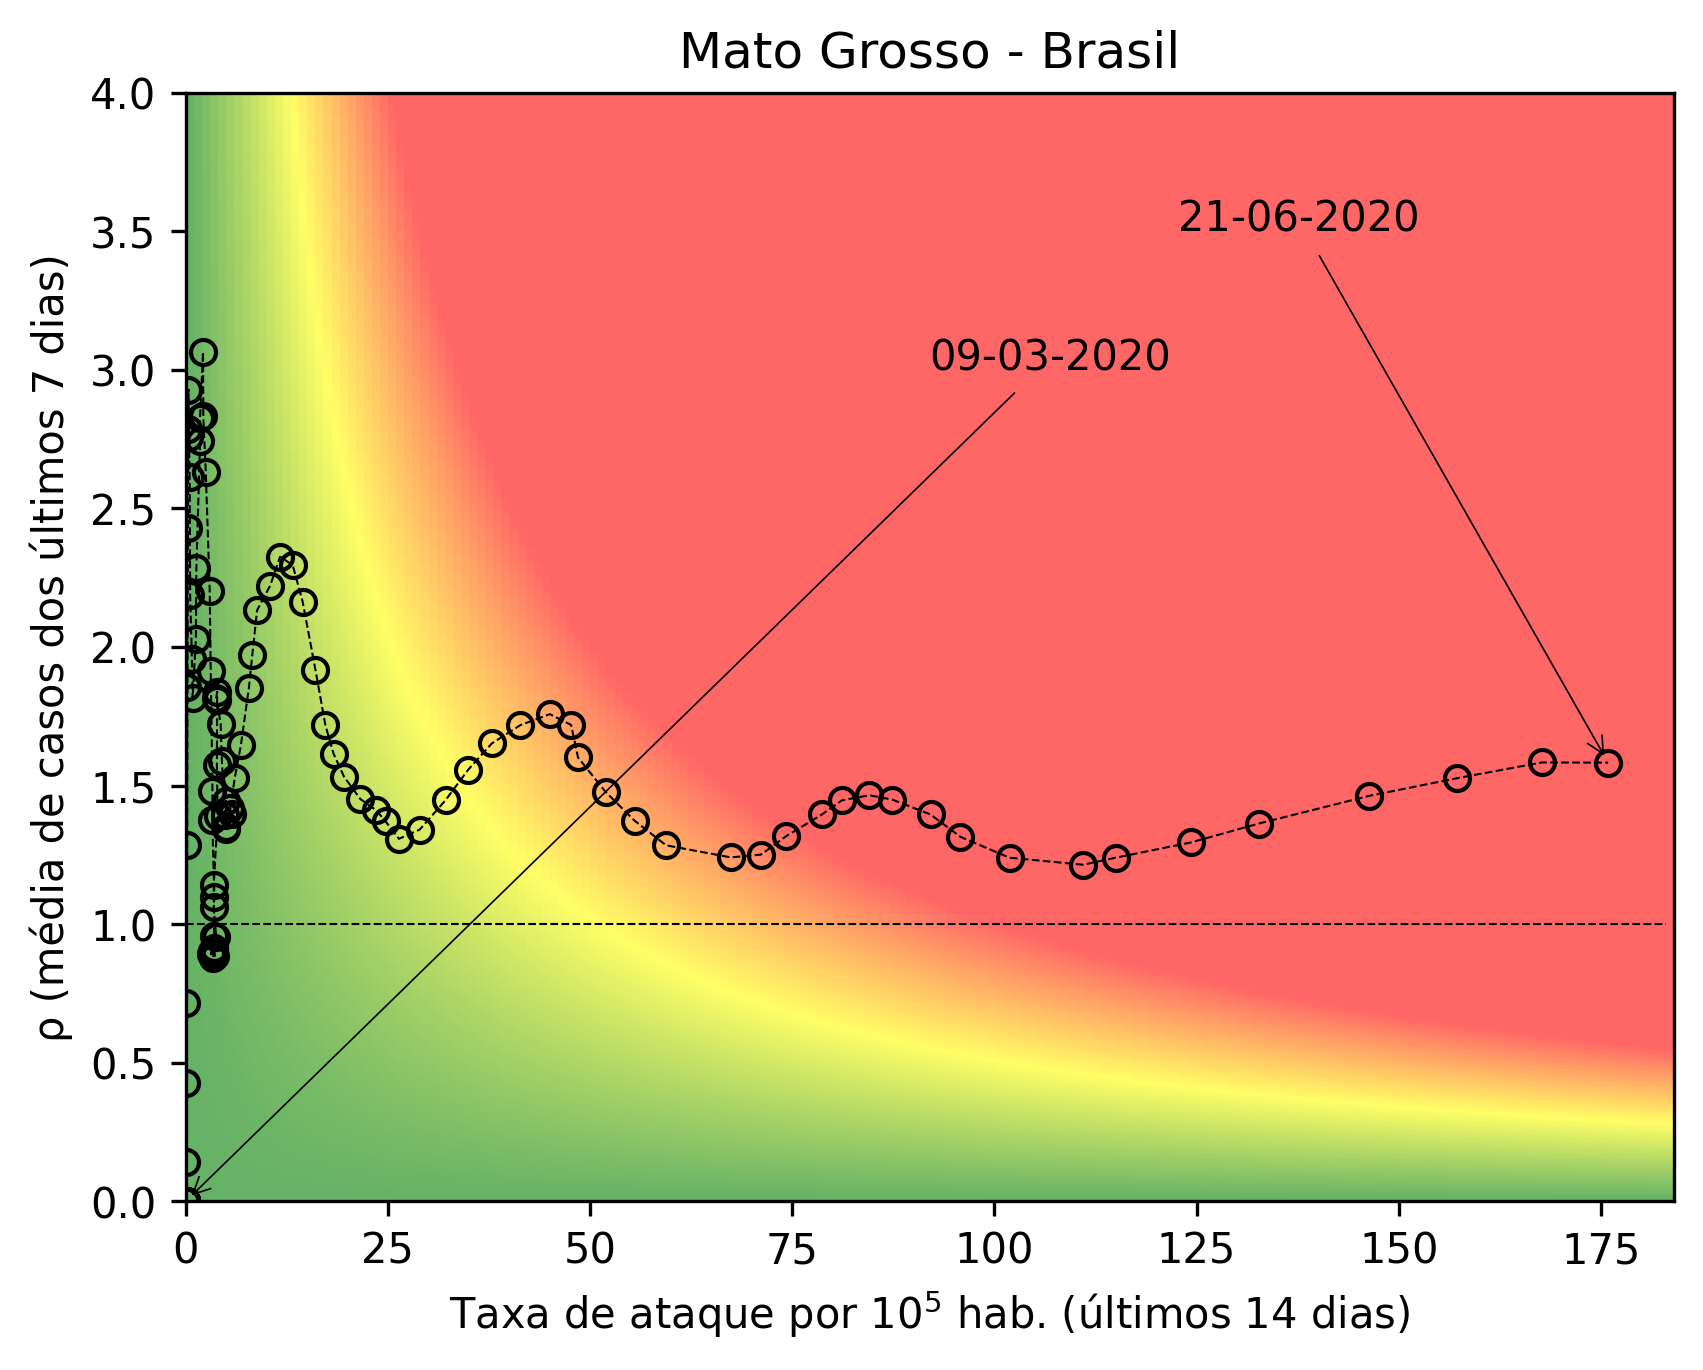 Mato Grosso - Brasil
4.0
3.5
3.0
2.5
2.0
1.5
1.0
0.5
0.0
ρ (média de casos dos últimos 7 dias)
21-06-2020
09-03-2020
0 25 50 75 100 125 150 175
Taxa de ataque por 10⁵ hab. (últimos 14 dias)